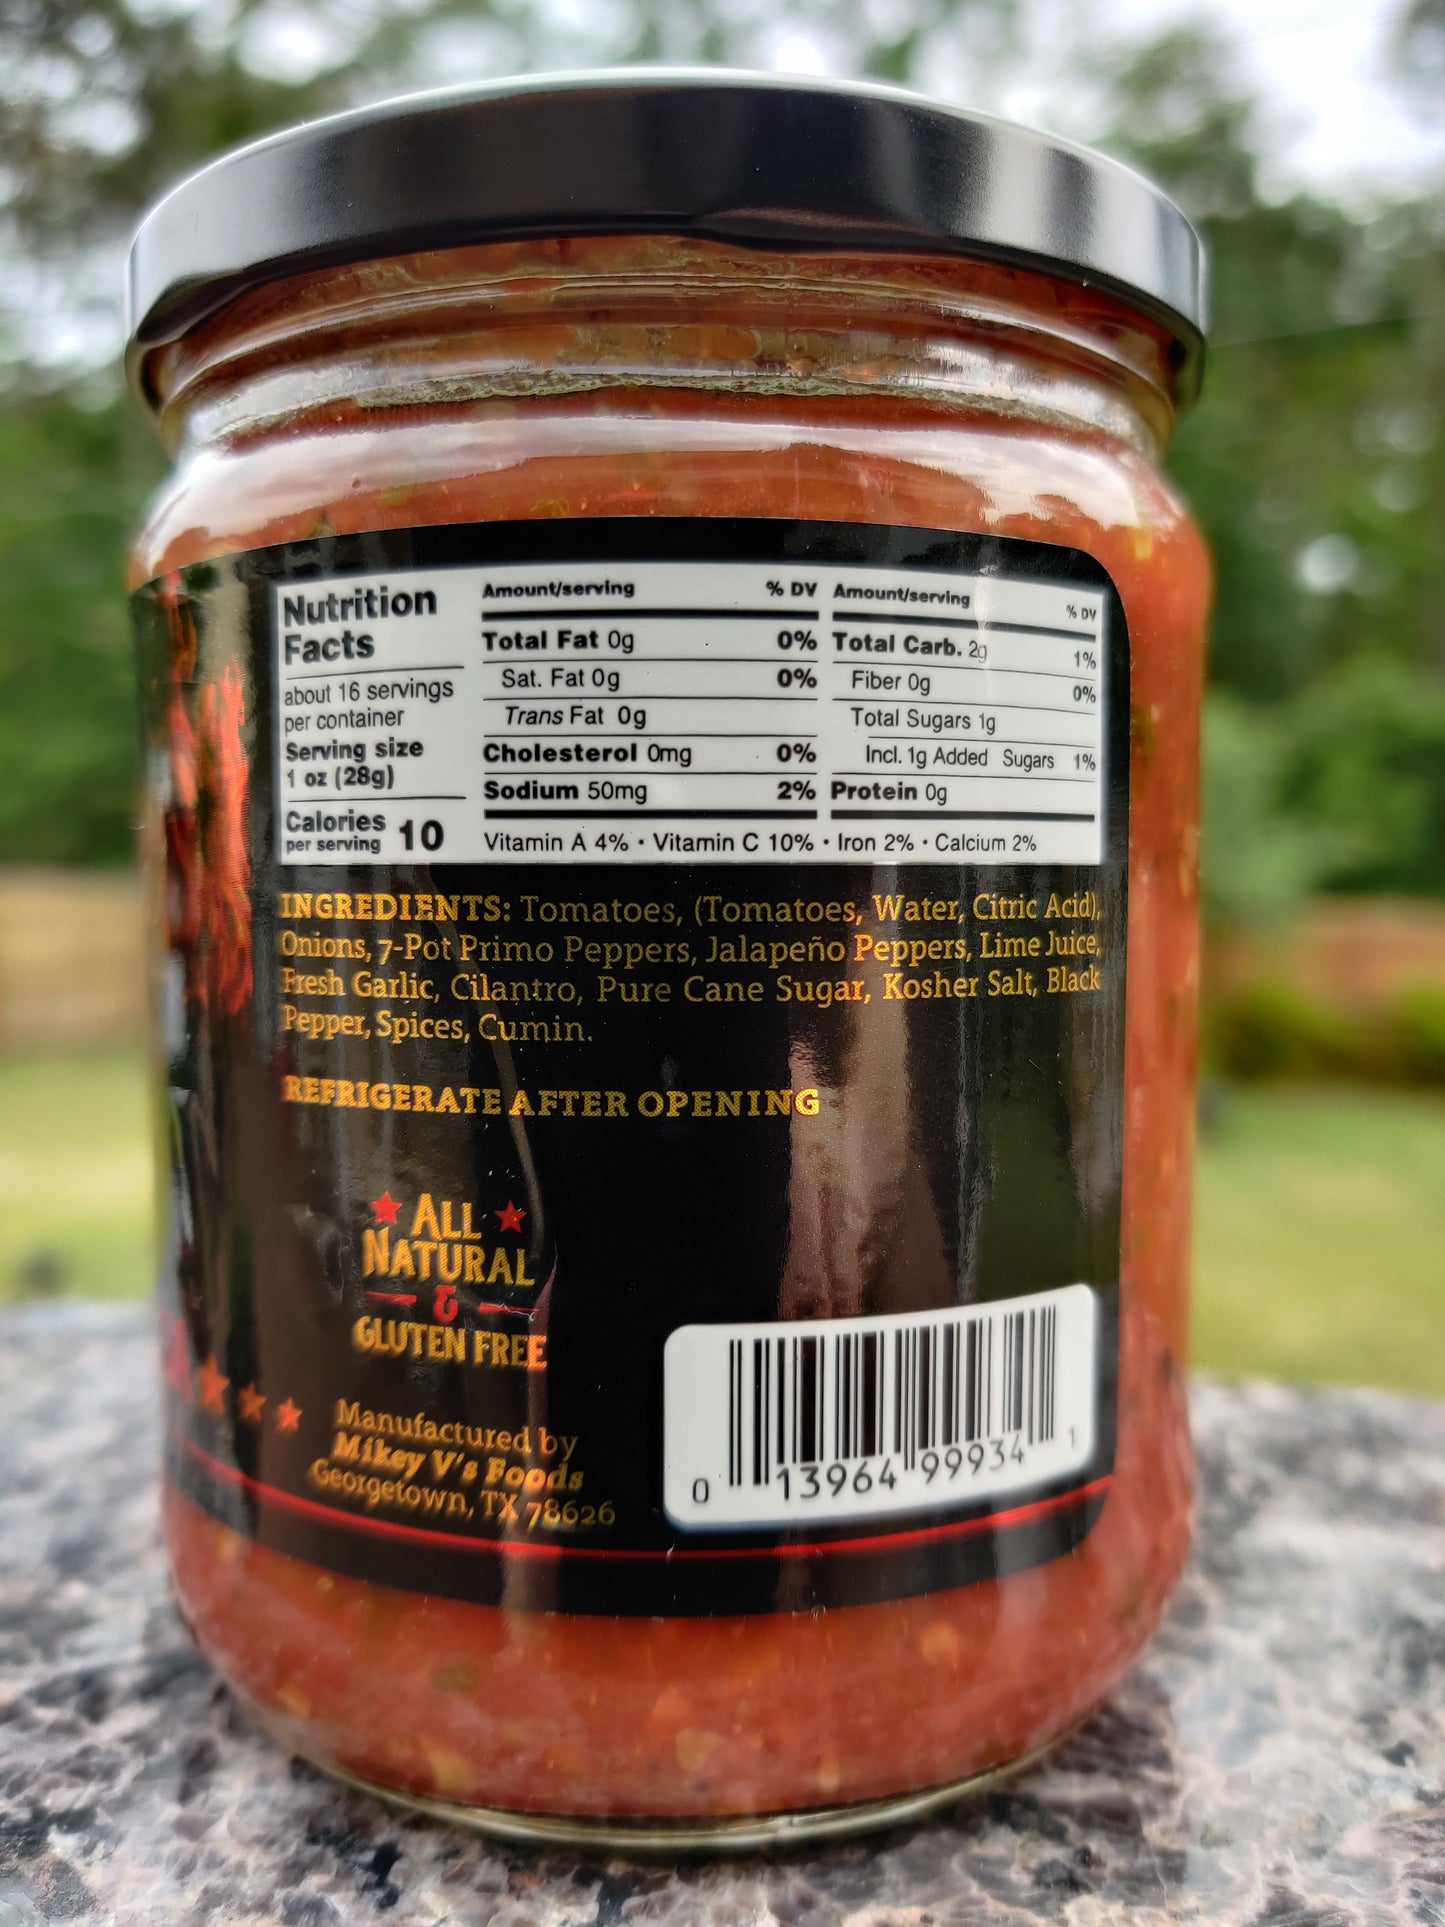 Nutrition
Facts
about 16 servings
per container
Serving size
1 oz (28g)
Calories
per serving 10
Amount/serving % DV
Total Fat 0g 0%
Sat. Fat 0g 0%
Trans Fat 0g
Cholesterol 0mg 0%
Sodium 50mg 2%
Amount/serving % DV
Total Carb. 2g 1%
Fiber 0g 0%
Total Sugars 1g
Incl. 1g Added Sugars 1%
Protein 0g
Vitamin A 4% • Vitamin C 10% • Iron 2% • Calcium 2%
INGREDIENTS: Tomatoes, (Tomatoes, Water, Citric Acid),
Onions, 7-Pot Primo Peppers, Jalapeño Peppers, Lime Juice,
Fresh Garlic, Cilantro, Pure Cane Sugar, Kosher Salt, Black
Pepper, Spices, Cumin.
REFRIGERATE AFTER OPENING
ALL
NATURAL
&
GLUTEN FREE
Manufactured by
Mikey V's Foods
Georgetown, TX 78626
0 13964 99934 1